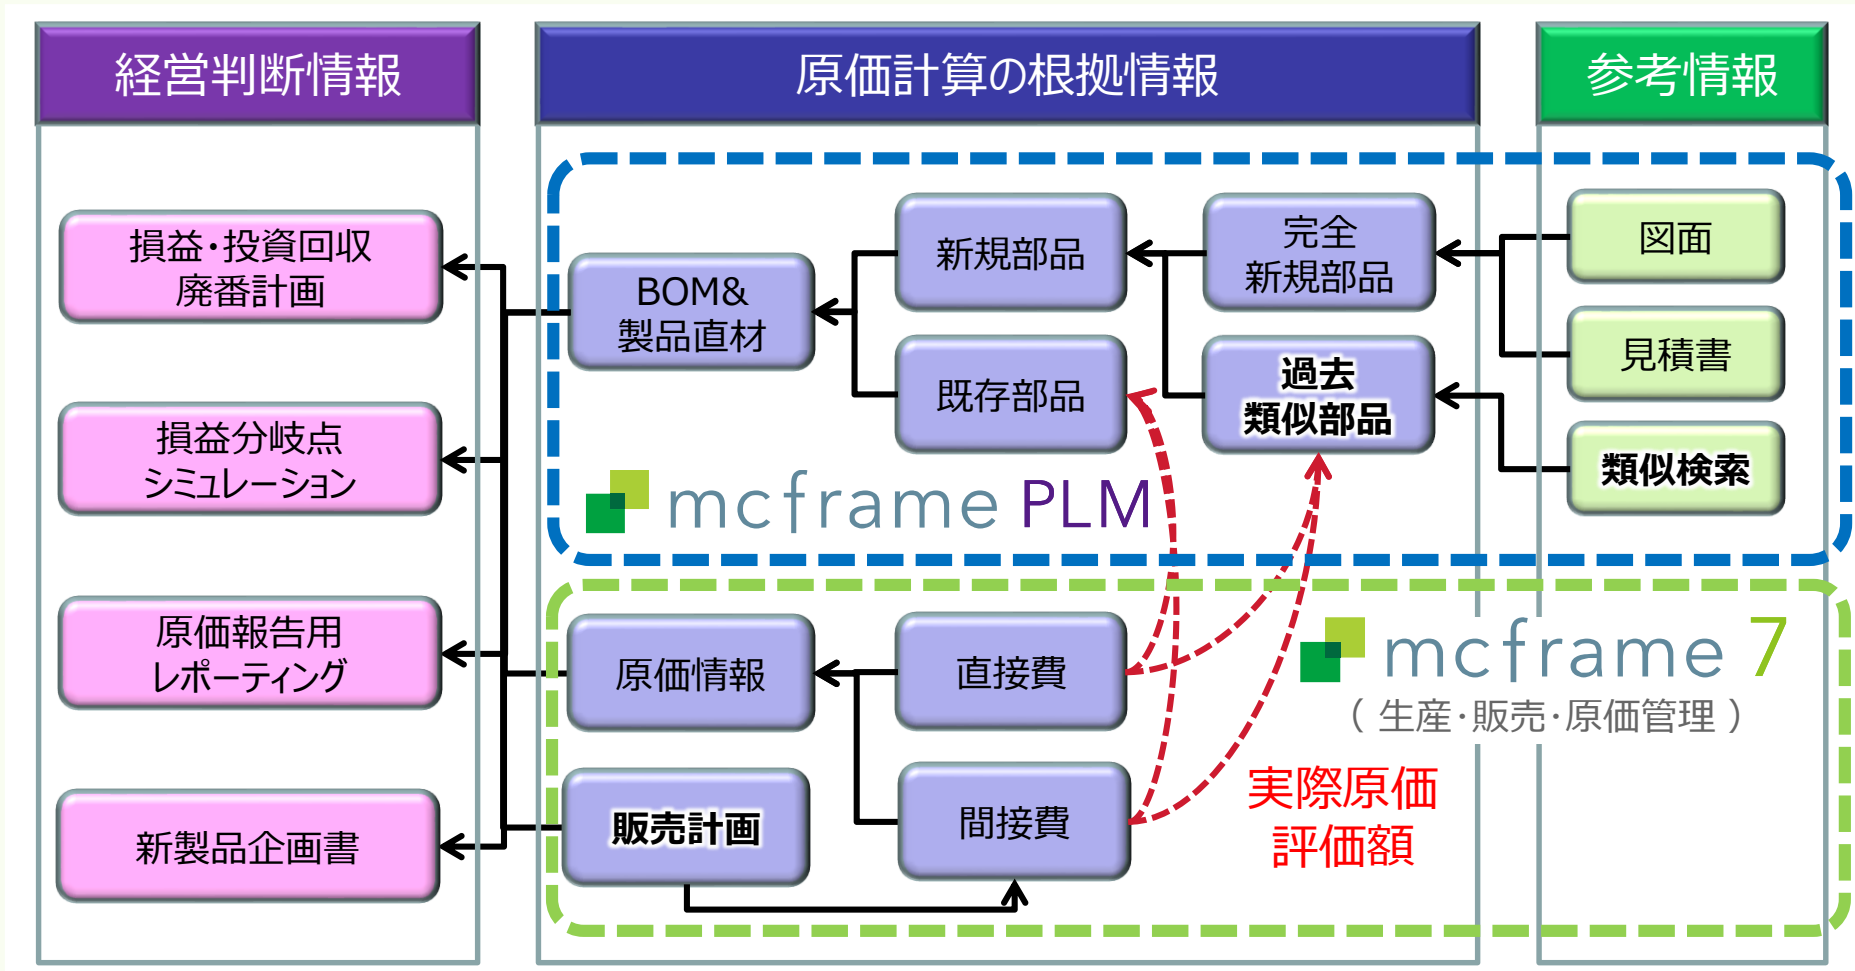 経営判断情報
原価計算の根拠情報
参考情報
損益・投資回収
廃番計画
損益分岐点
シミュレーション
原価報告用
レポーティング
新製品企画書
BOM&
製品直材
新規部品
既存部品
完全
新規部品
過去
類似部品
図面
見積書
類似検索
mcframe PLM
原価情報
直接費
販売計画
間接費
mcframe 7
（ 生産・販売・原価管理 ）
実際原価
評価額